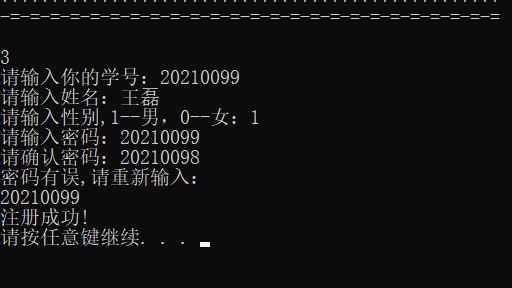 -=-=-=-=-=-=-=-=-=-=-=-=-=-=-=-=-=-=-=-=-=-=-=-=-=
3
请输入你的学号：20210099
请输入姓名：王磊
请输入性别,1--男，0--女：1
请输入密码：20210099
请确认密码：20210098
密码有误,请重新输入：
20210099
注册成功!
请按任意键继续. . .